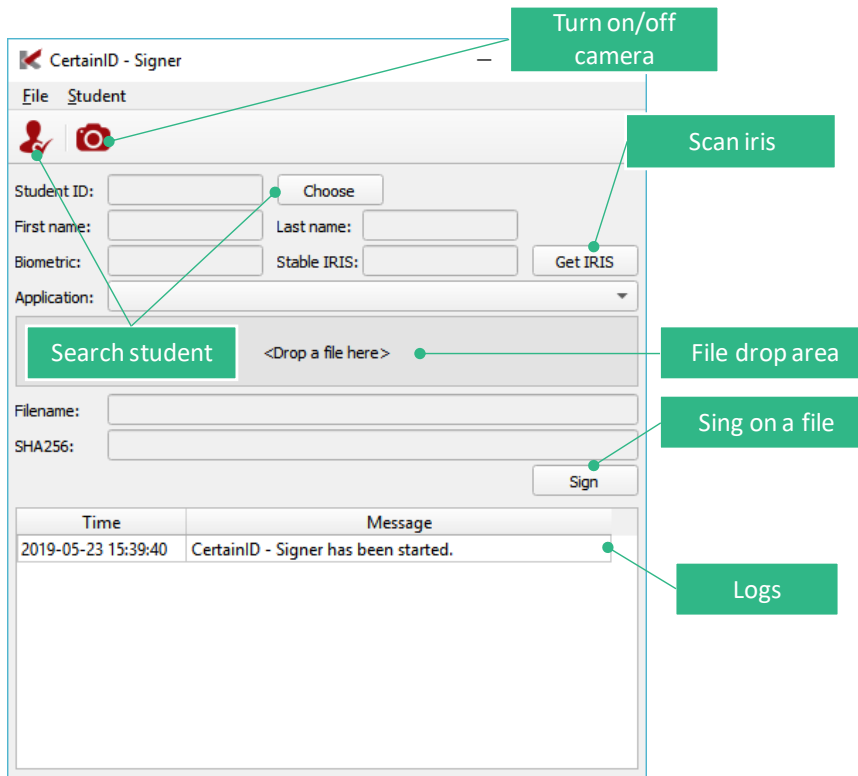 Turn on/off
camera
CertainID - Signer
File Student
Scan iris
Student ID: Choose
First name: Last name:
Biometric: Stable IRIS: Get IRIS
Application:
Search student <Drop a file here> File drop area
Filename:
Sing on a file
SHA256:
Sign
Time Message
2019-05-23 15:39:40 CertainID - Signer has been started.
Logs